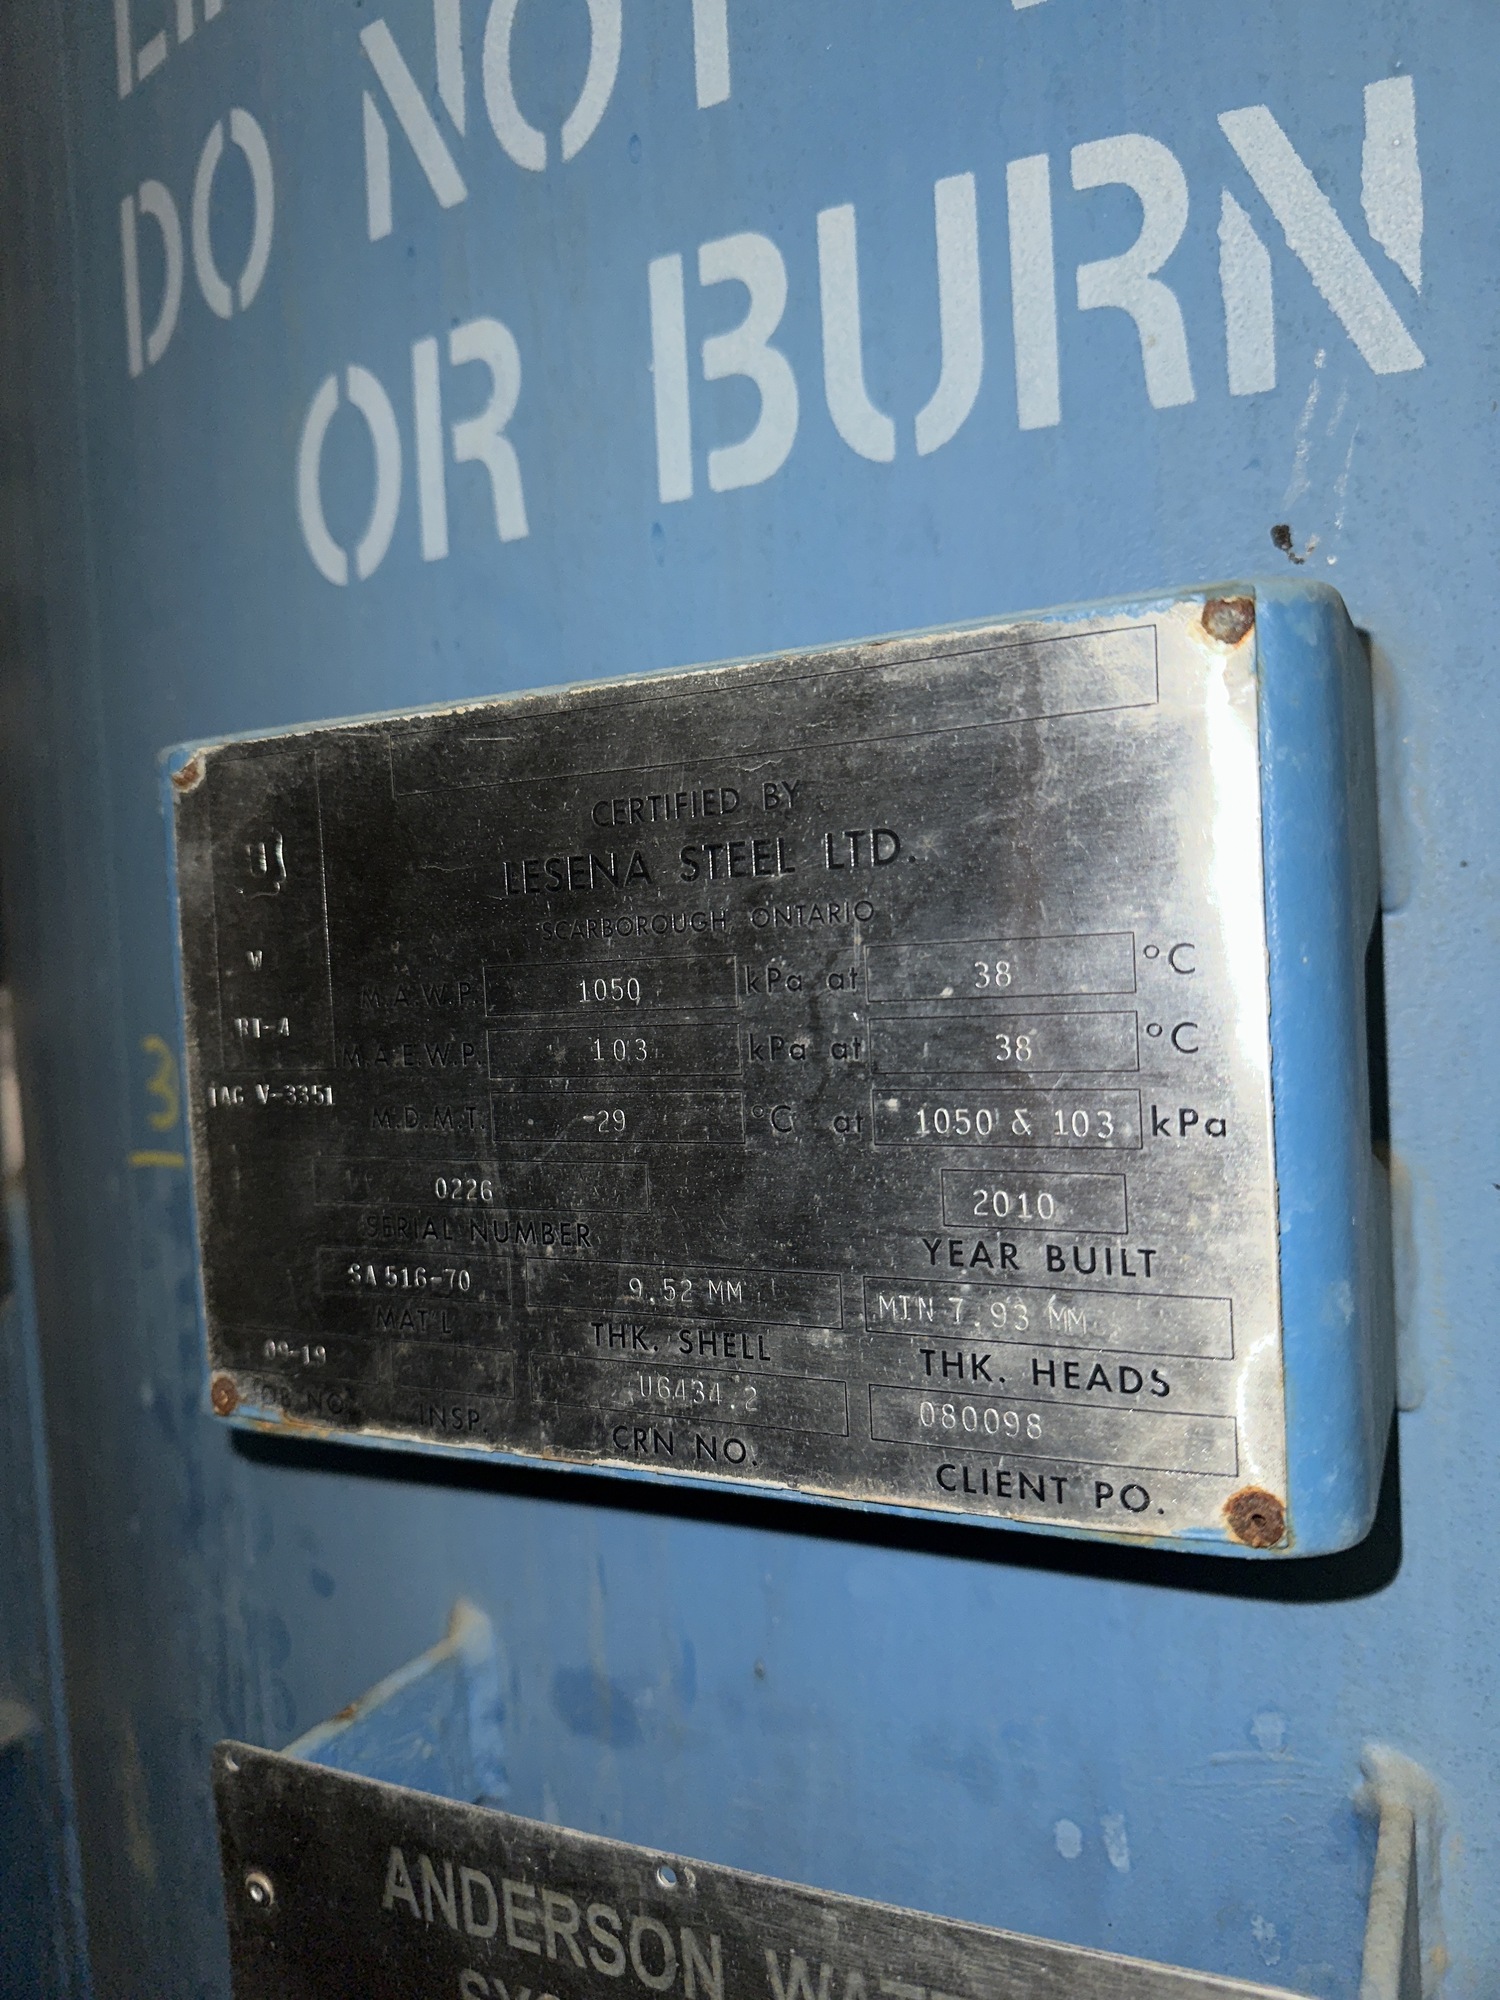 DO NOT
OR BURN
CERTIFIED BY
LESENA STEEL LTD.
SCARBOROUGH, ONTARIO
U
W
RT-4
TAG V-3351
M.A.W.P. 1050 kPa at 38 °C
M.A.E.W.P. 103 kPa at 38 °C
M.D.M.T. -29 °C at 1050 & 103 kPa
0226 2010
SERIAL NUMBER YEAR BUILT
SA 516-70 9.52 MM MIN 7.93 MM
MAT'L THK. SHELL THK. HEADS
09-19 U6434.2 080098
JOB NO. INSP. CRN NO. CLIENT PO.
ANDERSON